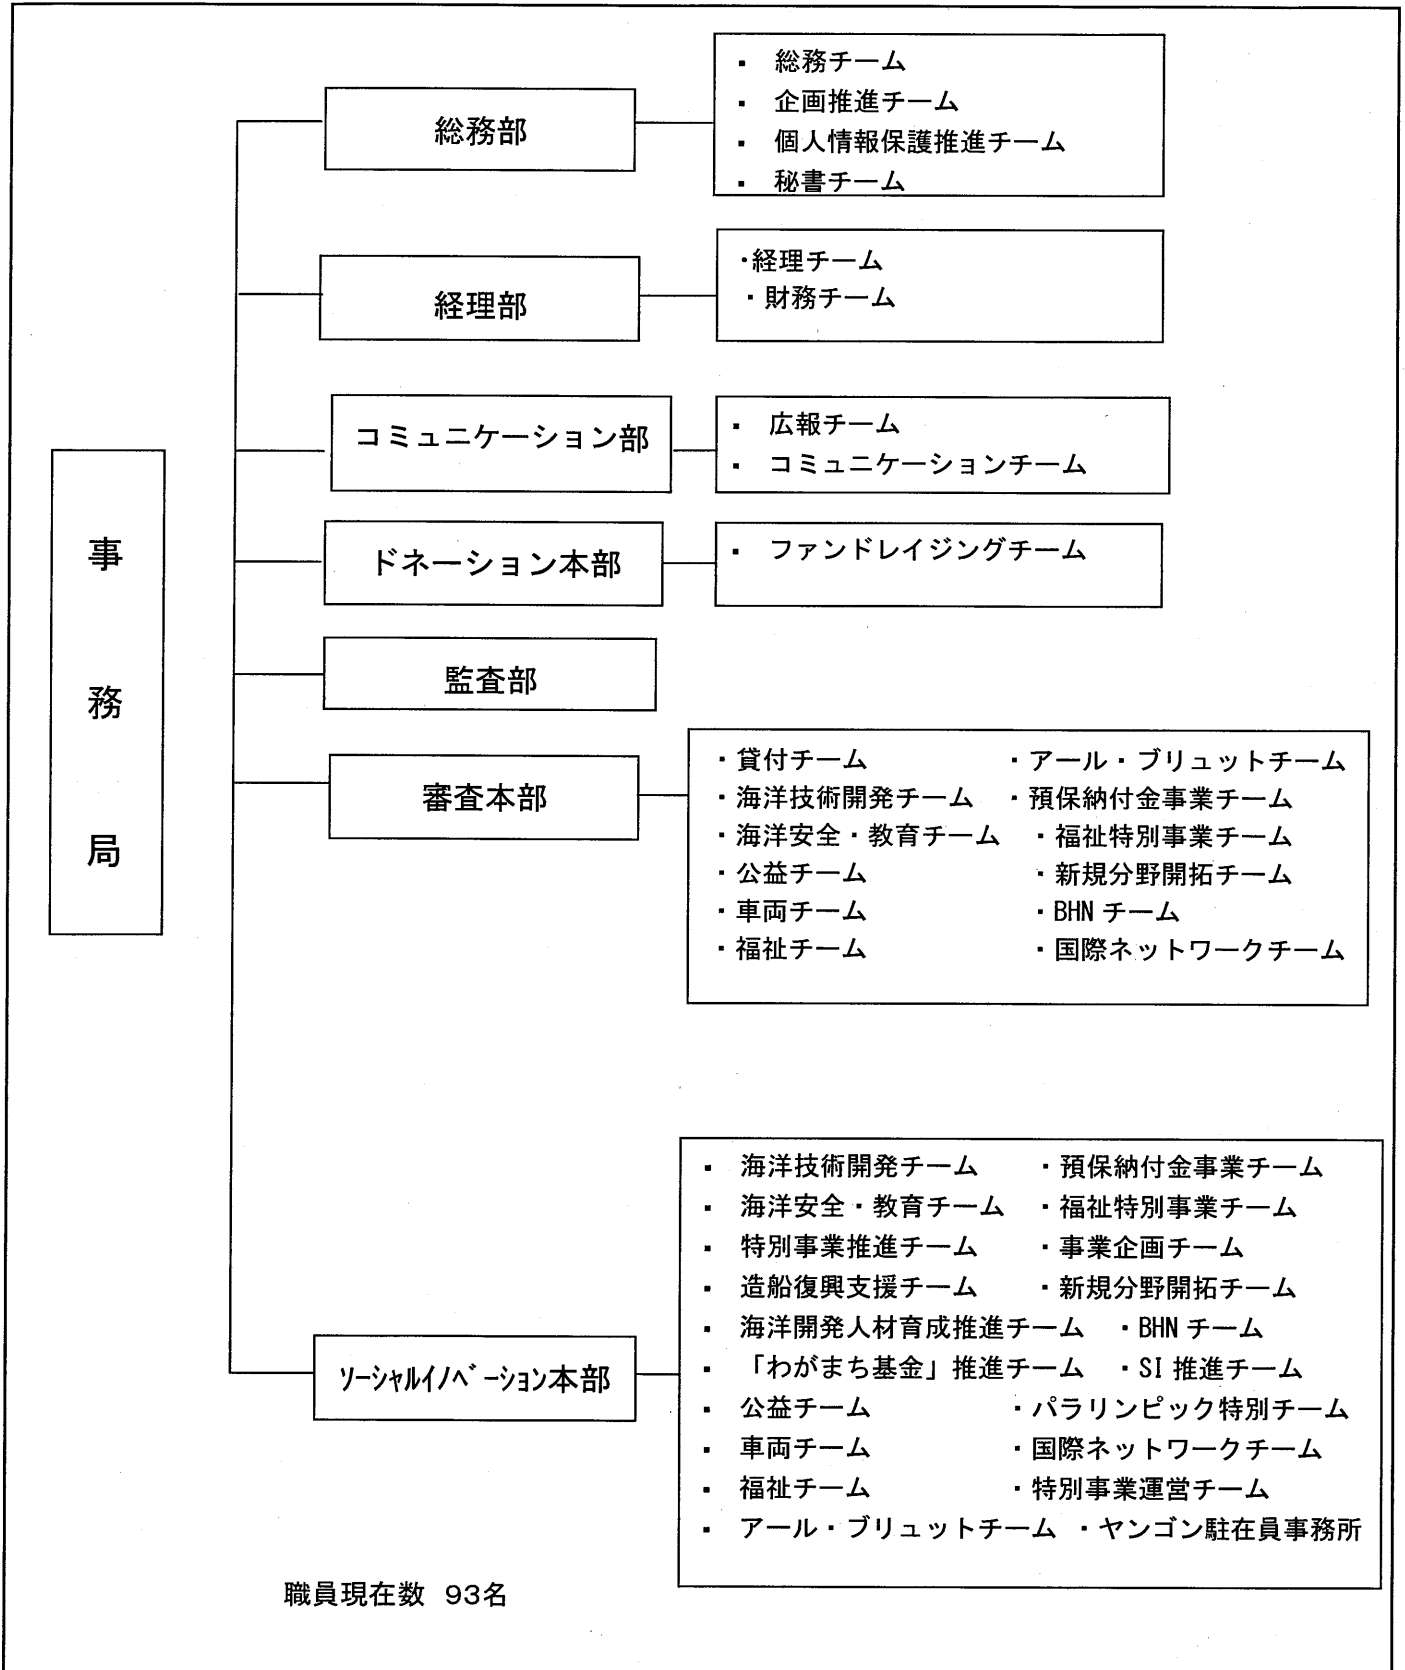 総務部
・ 総務チーム
・ 企画推進チーム
・ 個人情報保護推進チーム
・ 秘書チーム
経理部
・経理チーム
・財務チーム
コミュニケーション部
・ 広報チーム
・ コミュニケーションチーム
事務局
ドネーション本部
・ ファンドレイジングチーム
監査部
審査本部
・貸付チーム ・アール・ブリュットチーム
・海洋技術開発チーム ・預保納付金事業チーム
・海洋安全・教育チーム ・福祉特別事業チーム
・公益チーム ・新規分野開拓チーム
・車両チーム ・BHN チーム
・福祉チーム ・国際ネットワークチーム
ソーシャルイノベーション本部
・ 海洋技術開発チーム ・預保納付金事業チーム
・ 海洋安全・教育チーム ・福祉特別事業チーム
・ 特別事業推進チーム ・事業企画チーム
・ 造船復興支援チーム ・新規分野開拓チーム
・ 海洋開発人材育成推進チーム ・BHN チーム
・ 「わがまち基金」推進チーム ・SI 推進チーム
・ 公益チーム ・パラリンピック特別チーム
・ 車両チーム ・国際ネットワークチーム
・ 福祉チーム ・特別事業運営チーム
・ アール・ブリュットチーム ・ヤンゴン駐在員事務所
職員現在数 93名